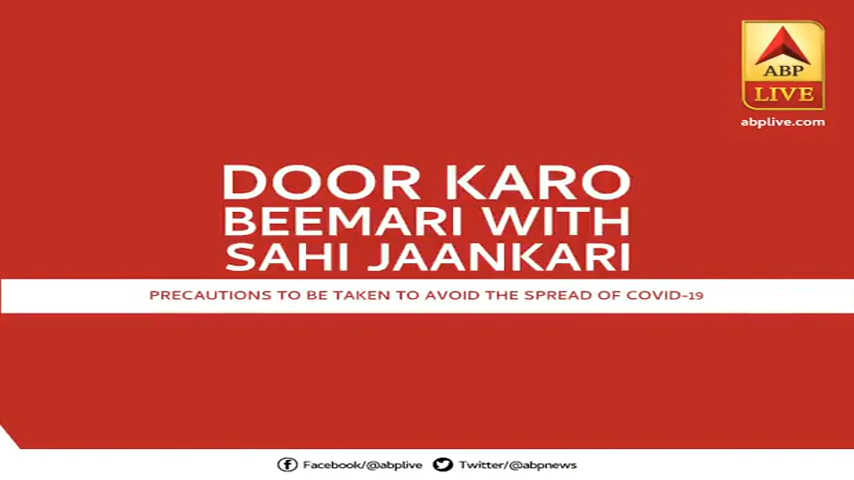 ABP
LIVE
abplive.com
DOOR KARO
BEEMARI WITH
SAHI JAANKARI
PRECAUTIONS TO BE TAKEN TO AVOID THE SPREAD OF COVID-19
Facebook/@abplive Twitter/@abpnews